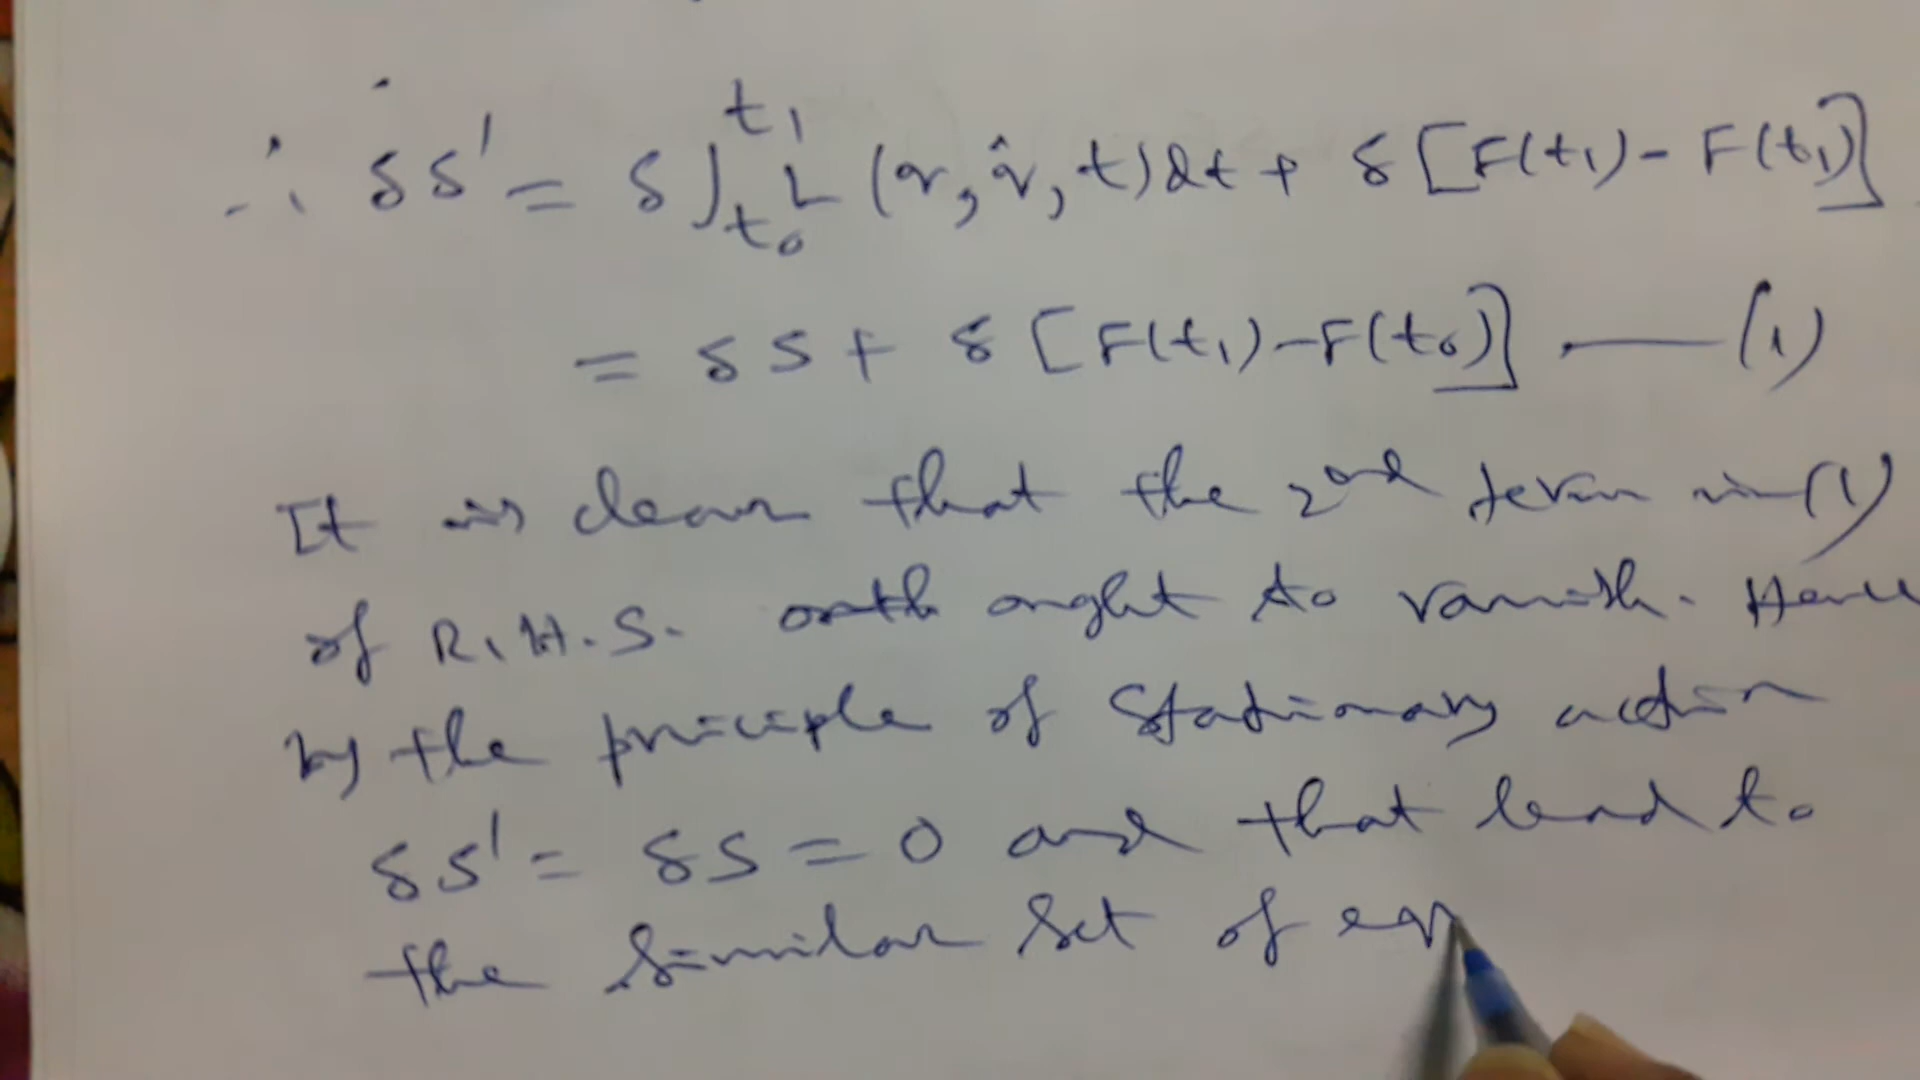 ∴ δS' = δ∫_{t₀}^{t₁} L (q, q̇, t)dt + δ [F(t₁) - F(t₁)]
= δS + δ [F(t₁) - F(t₀)] —— (1)
It is clear that the 2nd term in (1)
of R.H.S. outh ought to vanish. Hence
by the principle of Stationary action
δS' = δS = 0 and that lead to
the similar set of eq